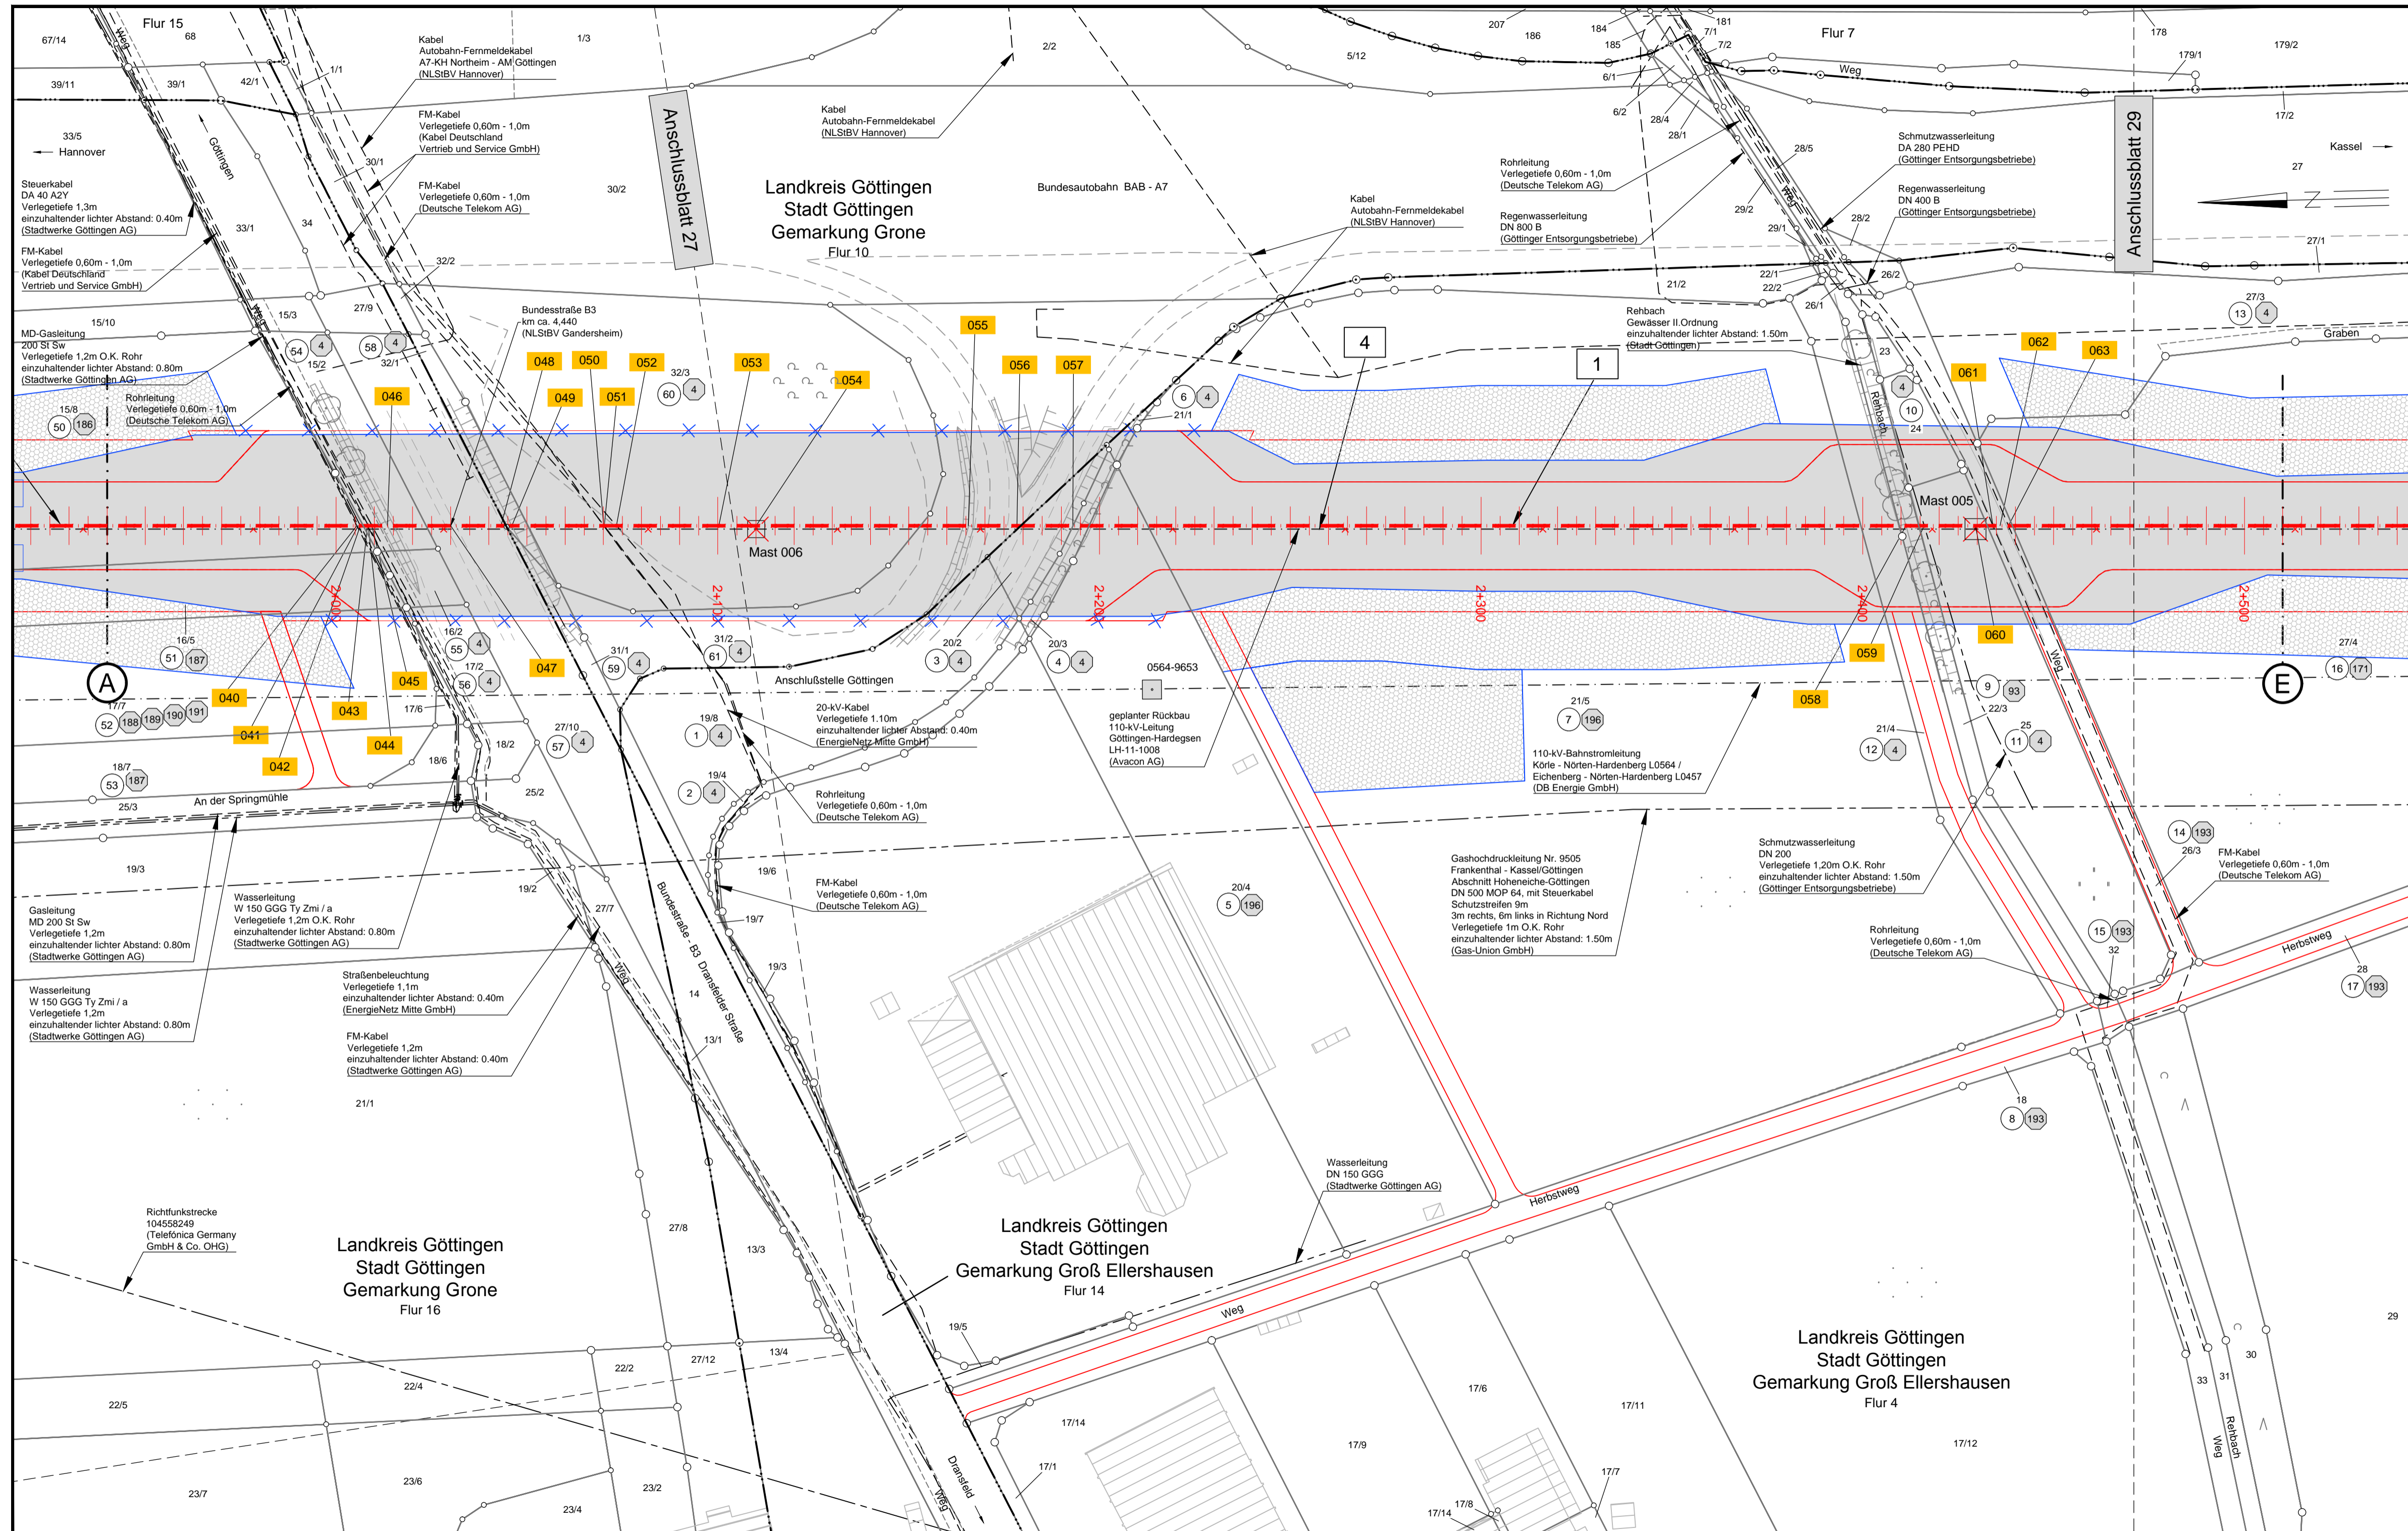 67/14
Flur 15
68
Weg
1/3
39/11
39/1
42/1
1/1
33/5
← Hannover
Göttingen
Kabel
Autobahn-Fernmeldekabel
A7-KH Northeim - AM Göttingen
(NLStBV Hannover)
FM-Kabel
Verlegetiefe 0,60m - 1,0m
(Kabel Deutschland
Vertrieb und Service GmbH)
30/1
FM-Kabel
Verlegetiefe 0,60m - 1,0m
(Deutsche Telekom AG)
30/2
Anschlussblatt 27
Kabel
Autobahn-Fernmeldekabel
(NLStBV Hannover)
2/2
5/12
207
186
184
185
181
7/1
7/2
6/1
6/2
28/4
28/1
Flur 7
Weg
178
179/1
179/2
17/2
Anschlussblatt 29
Kassel →
27
Steuerkabel
DA 40 A2Y
Verlegetiefe 1,3m
einzuhaltender lichter Abstand: 0.40m
(Stadtwerke Göttingen AG)
33/1
34
FM-Kabel
Verlegetiefe 0,60m - 1,0m
(Kabel Deutschland
Vertrieb und Service GmbH)
32/2
Landkreis Göttingen
Stadt Göttingen
Gemarkung Grone
Flur 10
Bundesautobahn BAB - A7
Kabel
Autobahn-Fernmeldekabel
(NLStBV Hannover)
Rohrleitung
Verlegetiefe 0,60m - 1,0m
(Deutsche Telekom AG)
Regenwasserleitung
DN 800 B
(Göttinger Entsorgungsbetriebe)
28/5
Weg
29/2
29/1
28/2
Schmutzwasserleitung
DA 280 PEHD
(Göttinger Entsorgungsbetriebe)
Regenwasserleitung
DN 400 B
(Göttinger Entsorgungsbetriebe)
Z
27/1
22/1
22/2
26/2
26/1
21/2
15/10
15/3
Weg
27/9
MD-Gasleitung
200 St Sw
Verlegetiefe 1,2m O.K. Rohr
einzuhaltender lichter Abstand: 0.80m
(Stadtwerke Göttingen AG)
54 4
15/2
58 4
32/1
Bundesstraße B3
km ca. 4,440
(NLStBV Gandersheim)
Rohrleitung
Verlegetiefe 0,60m - 1,0m
(Deutsche Telekom AG)
15/8
50 186
046
048
049
050
051
052
32/3
60 4
053
054
055
056
057
4
1
6 4
21/1
Rehbach
Gewässer II.Ordnung
einzuhaltender lichter Abstand: 1.50m
(Stadt Göttingen)
23
4
10
24
Rehbach
061
062
063
27/3
13 4
Graben
Mast 006
Mast 005
2+000
2+100
2+200
2+300
2+400
2+500
A
E
16/5
51 187
17/7
52 188 189 190 191
040
041
042
043
044
045
047
16/2
55 4
17/2
56 4
17/6
18/2
18/6
27/10
57 4
31/1
59 4
31/2
61 4
20/2
3 4
20/3
4 4
Anschlußstelle Göttingen
19/8
1 4
19/4
2 4
20-kV-Kabel
Verlegetiefe 1.10m
einzuhaltender lichter Abstand: 0.40m
(EnergieNetz Mitte GmbH)
0564-9653
geplanter Rückbau
110-kV-Leitung
Göttingen-Hardegsen
LH-11-1008
(Avacon AG)
21/5
7 196
110-kV-Bahnstromleitung
Körle - Nörten-Hardenberg L0564 /
Eichenberg - Nörten-Hardenberg L0457
(DB Energie GmbH)
058
059
060
21/4
12 4
9 93
22/3
25
11 4
Weg
27/4
16 171
18/7
53 187
25/3
An der Springmühle
25/2
19/3
19/2
Rohrleitung
Verlegetiefe 0,60m - 1,0m
(Deutsche Telekom AG)
19/6
FM-Kabel
Verlegetiefe 0,60m - 1,0m
(Deutsche Telekom AG)
19/7
20/4
5 196
Gashochdruckleitung Nr. 9505
Frankenthal - Kassel/Göttingen
Abschnitt Hoheneiche-Göttingen
DN 500 MOP 64, mit Steuerkabel
Schutzstreifen 9m
3m rechts, 6m links in Richtung Nord
Verlegetiefe 1m O.K. Rohr
einzuhaltender lichter Abstand: 1.50m
(Gas-Union GmbH)
Schmutzwasserleitung
DN 200
Verlegetiefe 1,20m O.K. Rohr
einzuhaltender lichter Abstand: 1.50m
(Göttinger Entsorgungsbetriebe)
14 193
26/3
FM-Kabel
Verlegetiefe 0,60m - 1,0m
(Deutsche Telekom AG)
15 193
32
Rohrleitung
Verlegetiefe 0,60m - 1,0m
(Deutsche Telekom AG)
Herbstweg
28
17 193
Gasleitung
MD 200 St Sw
Verlegetiefe 1,2m
einzuhaltender lichter Abstand: 0.80m
(Stadtwerke Göttingen AG)
Wasserleitung
W 150 GGG Ty Zmi / a
Verlegetiefe 1,2m O.K. Rohr
einzuhaltender lichter Abstand: 0.80m
(Stadtwerke Göttingen AG)
Wasserleitung
W 150 GGG Ty Zmi / a
Verlegetiefe 1,2m
einzuhaltender lichter Abstand: 0.80m
(Stadtwerke Göttingen AG)
Straßenbeleuchtung
Verlegetiefe 1,1m
einzuhaltender lichter Abstand: 0.40m
(EnergieNetz Mitte GmbH)
FM-Kabel
Verlegetiefe 1,2m
einzuhaltender lichter Abstand: 0.40m
(Stadtwerke Göttingen AG)
27/7
Weg
14
Bundestraße - B3 Dransfelder Straße
19/3
13/1
21/1
18
8 193
Wasserleitung
DN 150 GGG
(Stadtwerke Göttingen AG)
Herbstweg
Richtfunkstrecke
104558249
(Telefónica Germany
GmbH & Co. OHG)
Landkreis Göttingen
Stadt Göttingen
Gemarkung Grone
Flur 16
27/8
13/3
Landkreis Göttingen
Stadt Göttingen
Gemarkung Groß Ellershausen
Flur 14
Weg
19/5
Landkreis Göttingen
Stadt Göttingen
Gemarkung Groß Ellershausen
Flur 4
29
30
31
33
Rehbach
Weg
22/5
22/4
22/2
27/12
13/4
17/14
17/6
17/11
17/9
17/12
23/7
23/6
23/4
23/2
Dransfeld
Weg
17/1
17/14
17/8
17/7